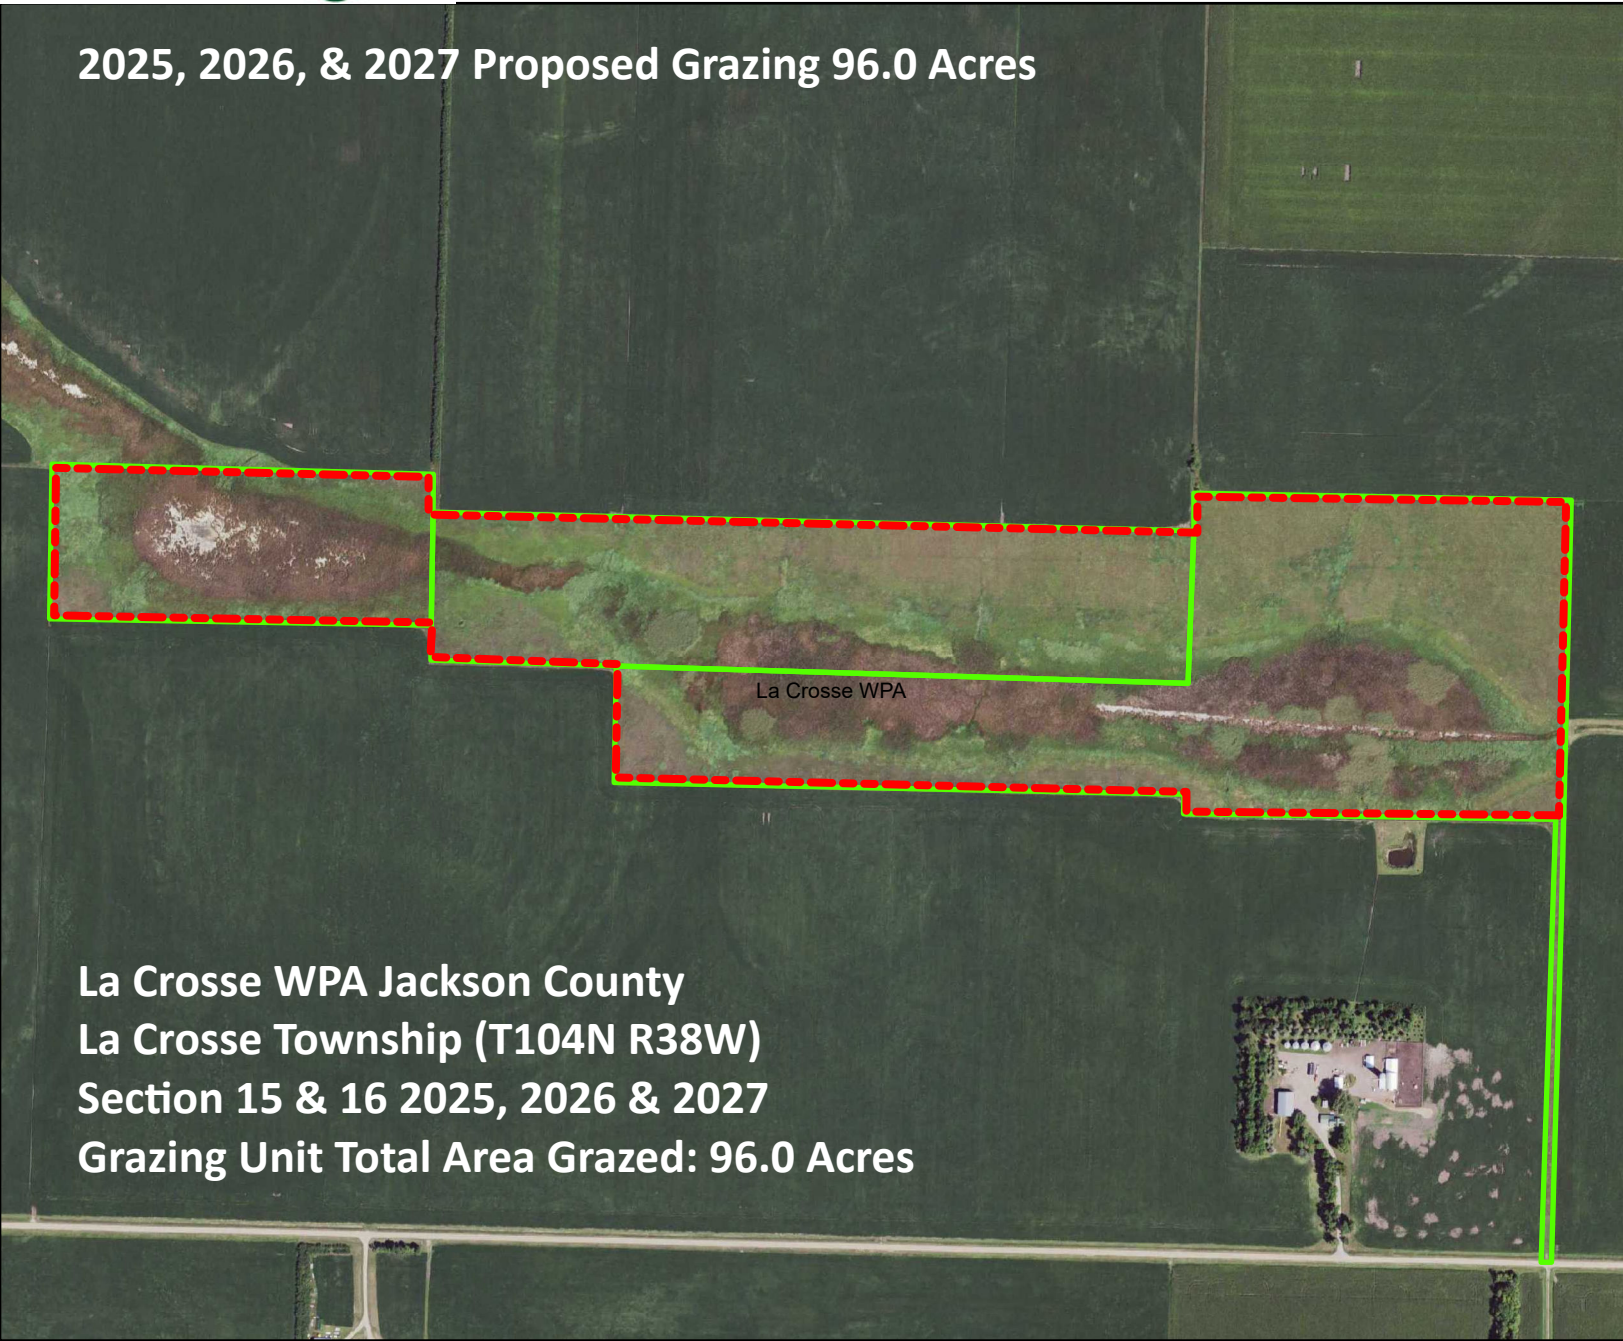 2025, 2026, & 2027 Proposed Grazing 96.0 Acres
La Crosse WPA
La Crosse WPA Jackson County
La Crosse Township (T104N R38W)
Section 15 & 16 2025, 2026 & 2027
Grazing Unit Total Area Grazed: 96.0 Acres